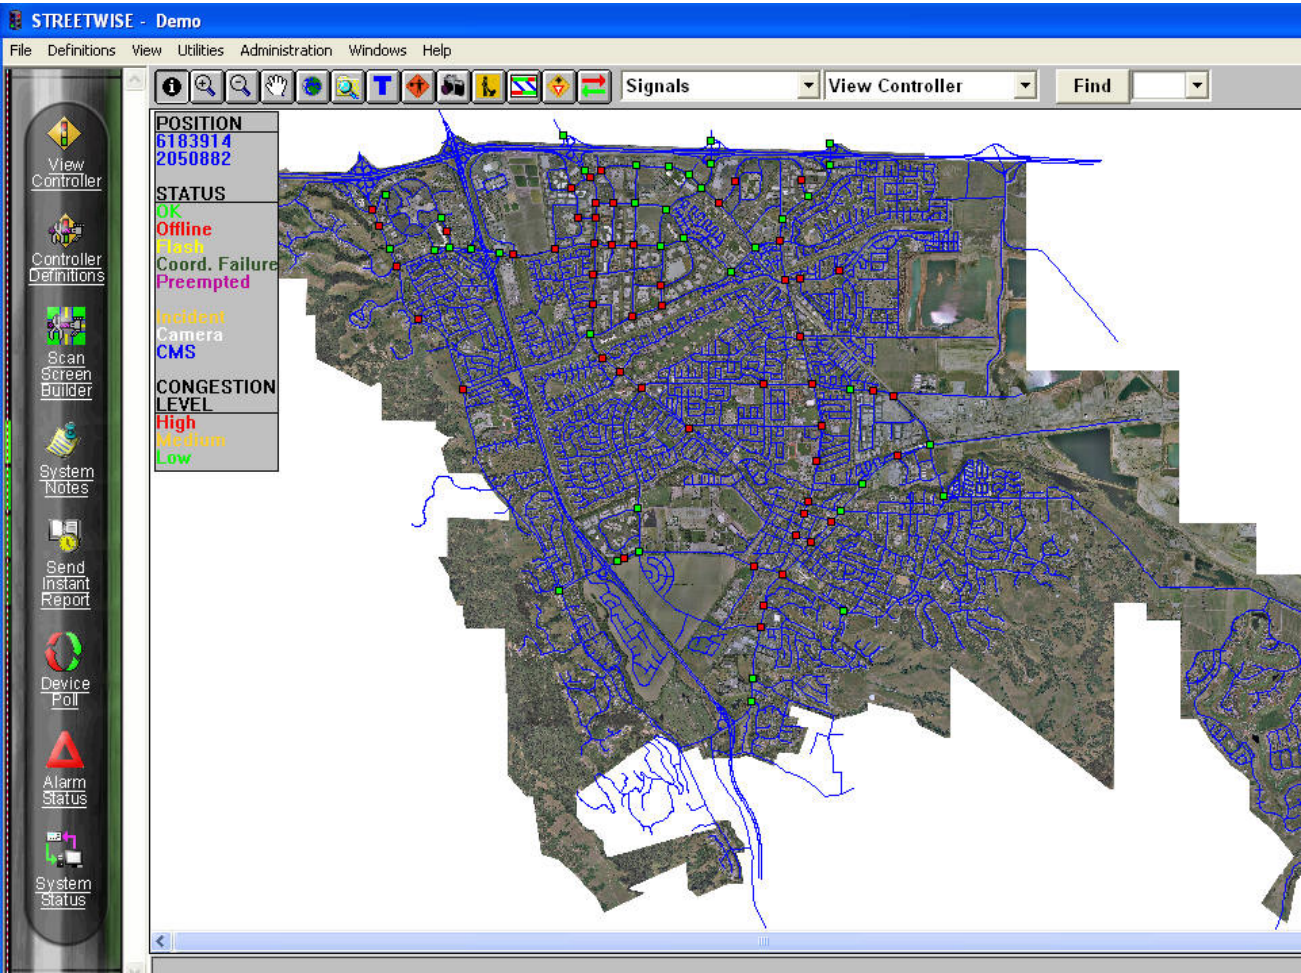 STREETWISE - Demo
File Definitions View Utilities Administration Windows Help
Signals View Controller Find
POSITION
6183914
2050882
STATUS
OK
Offline
Flash
Coord. Failure
Preempted
Incident
Camera
CMS
CONGESTION
LEVEL
High
Medium
Low
View
Controller
Controller
Definitions
Scan
Screen
Builder
System
Notes
Send
Instant
Report
Device
Poll
Alarm
Status
System
Status